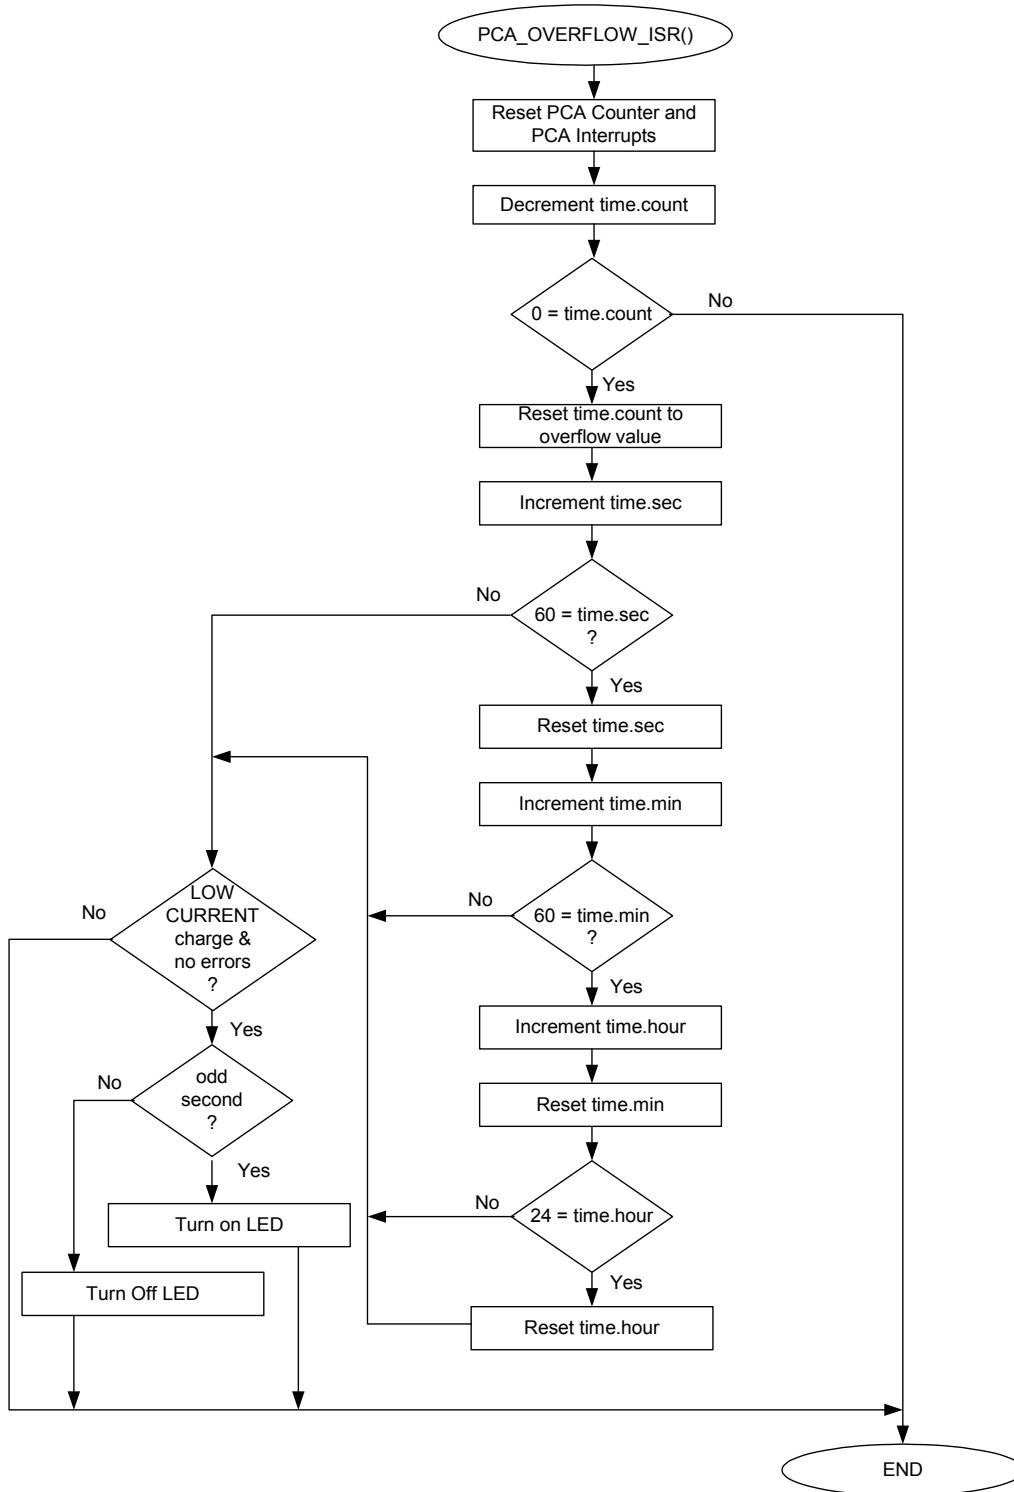 PCA_OVERFLOW_ISR()
Reset PCA Counter and
PCA Interrupts
Decrement time.count
0 = time.count
No
Yes
Reset time.count to
overflow value
Increment time.sec
No
60 = time.sec
?
Yes
Reset time.sec
Increment time.min
No
60 = time.min
?
Yes
Increment time.hour
Reset time.min
No
24 = time.hour
Yes
Reset time.hour
No
LOW
CURRENT
charge &
no errors
?
Yes
No
odd
second
?
Yes
Turn on LED
Turn Off LED
END